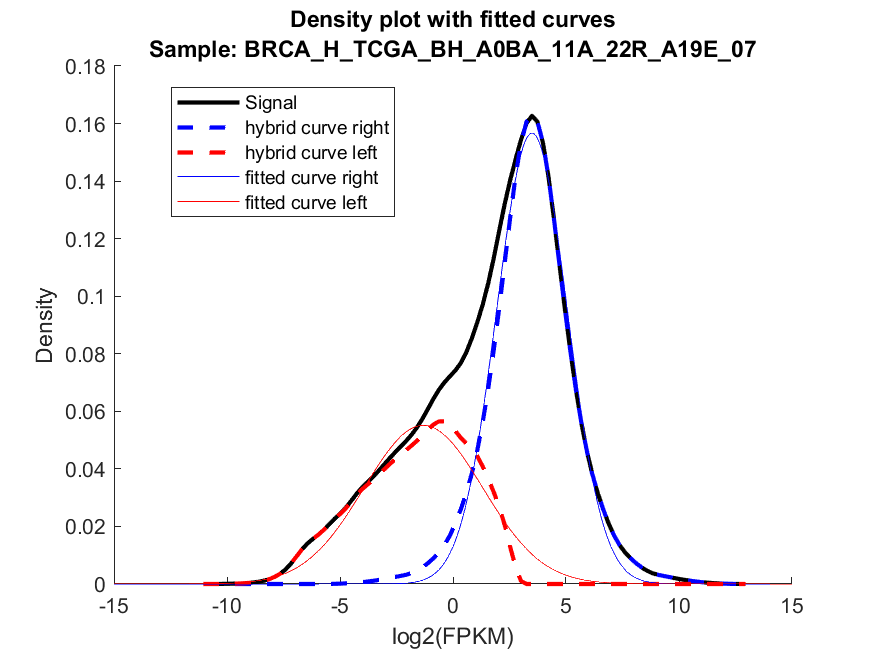 Density plot with fitted curves
Sample: BRCA_H_TCGA_BH_A0BA_11A_22R_A19E_07
0.18
0.16
0.14
0.12
0.1
0.08
0.06
0.04
0.02
0
Density
Signal
hybrid curve right
hybrid curve left
fitted curve right
fitted curve left
-15 -10 -5 0 5 10 15
log2(FPKM)